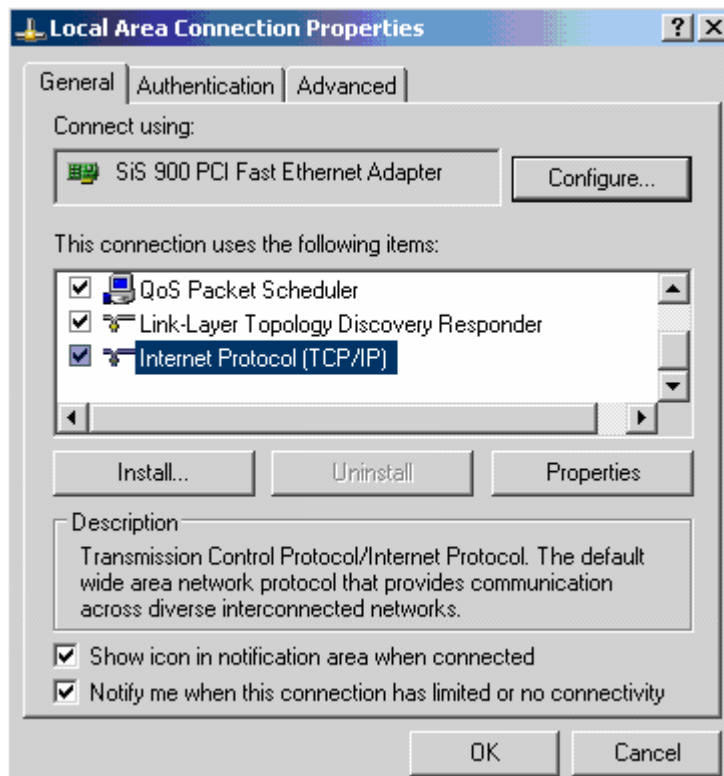 Local Area Connection Properties
General Authentication Advanced
Connect using:
SiS 900 PCI Fast Ethernet Adapter Configure...
This connection uses the following items:
QoS Packet Scheduler
Link-Layer Topology Discovery Responder
Internet Protocol (TCP/IP)
Install... Uninstall Properties
Description
Transmission Control Protocol/Internet Protocol. The default
wide area network protocol that provides communication
across diverse interconnected networks.
Show icon in notification area when connected
Notify me when this connection has limited or no connectivity
OK Cancel